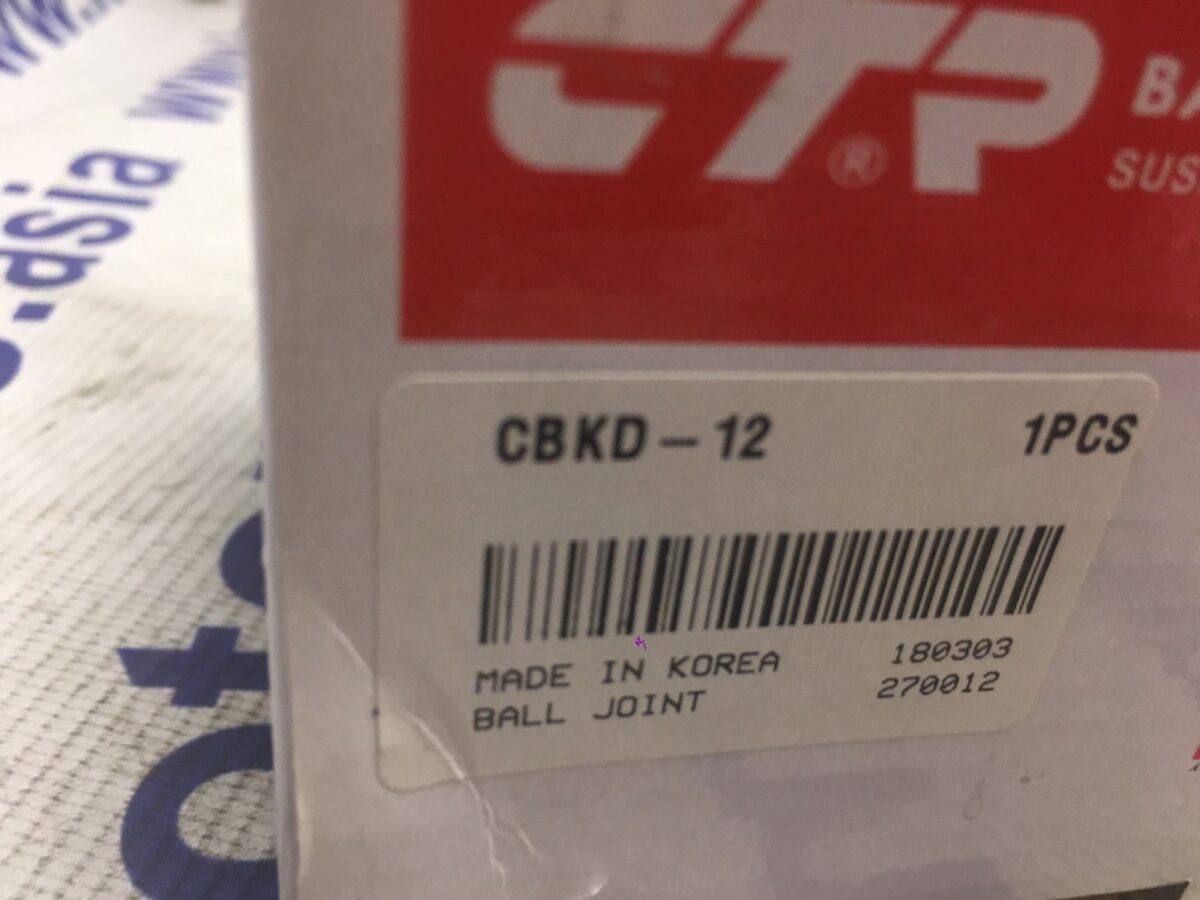 CTP®
CBKD-12 1PCS
MADE IN KOREA 180303
BALL JOINT 270012